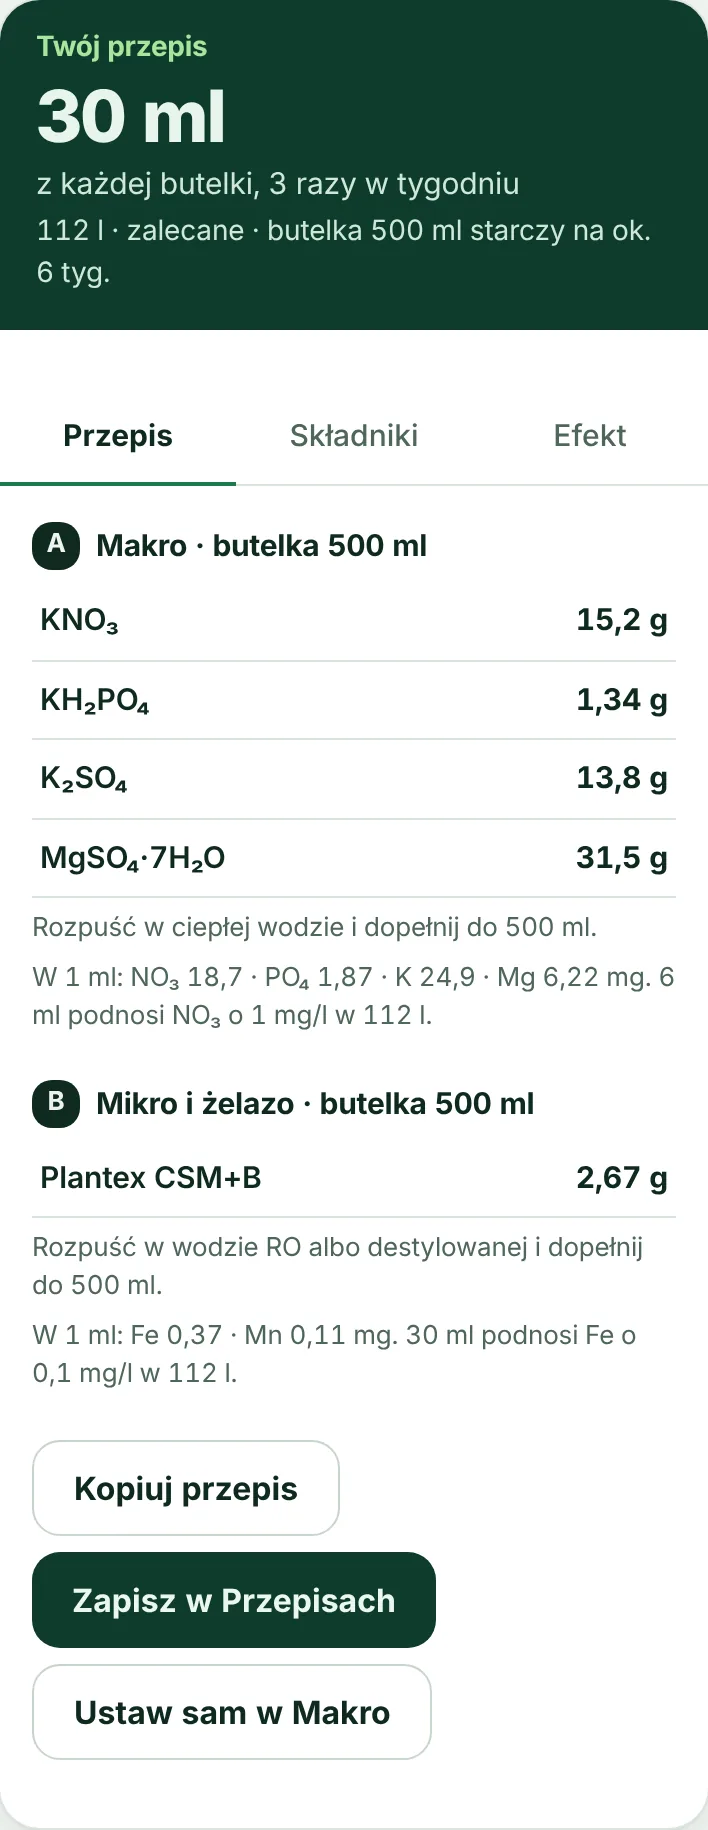 Twój przepis
30 ml
z każdej butelki, 3 razy w tygodniu
112 l · zalecane · butelka 500 ml starczy na ok.
6 tyg.
Przepis Składniki Efekt
A Makro · butelka 500 ml
KNO₃ 15,2 g
KH₂PO₄ 1,34 g
K₂SO₄ 13,8 g
MgSO₄·7H₂O 31,5 g
Rozpuść w ciepłej wodzie i dopełnij do 500 ml.
W 1 ml: NO₃ 18,7 · PO₄ 1,87 · K 24,9 · Mg 6,22 mg. 6
ml podnosi NO₃ o 1 mg/l w 112 l.
B Mikro i żelazo · butelka 500 ml
Plantex CSM+B 2,67 g
Rozpuść w wodzie RO albo destylowanej i dopełnij
do 500 ml.
W 1 ml: Fe 0,37 · Mn 0,11 mg. 30 ml podnosi Fe o
0,1 mg/l w 112 l.
Kopiuj przepis
Zapisz w Przepisach
Ustaw sam w Makro